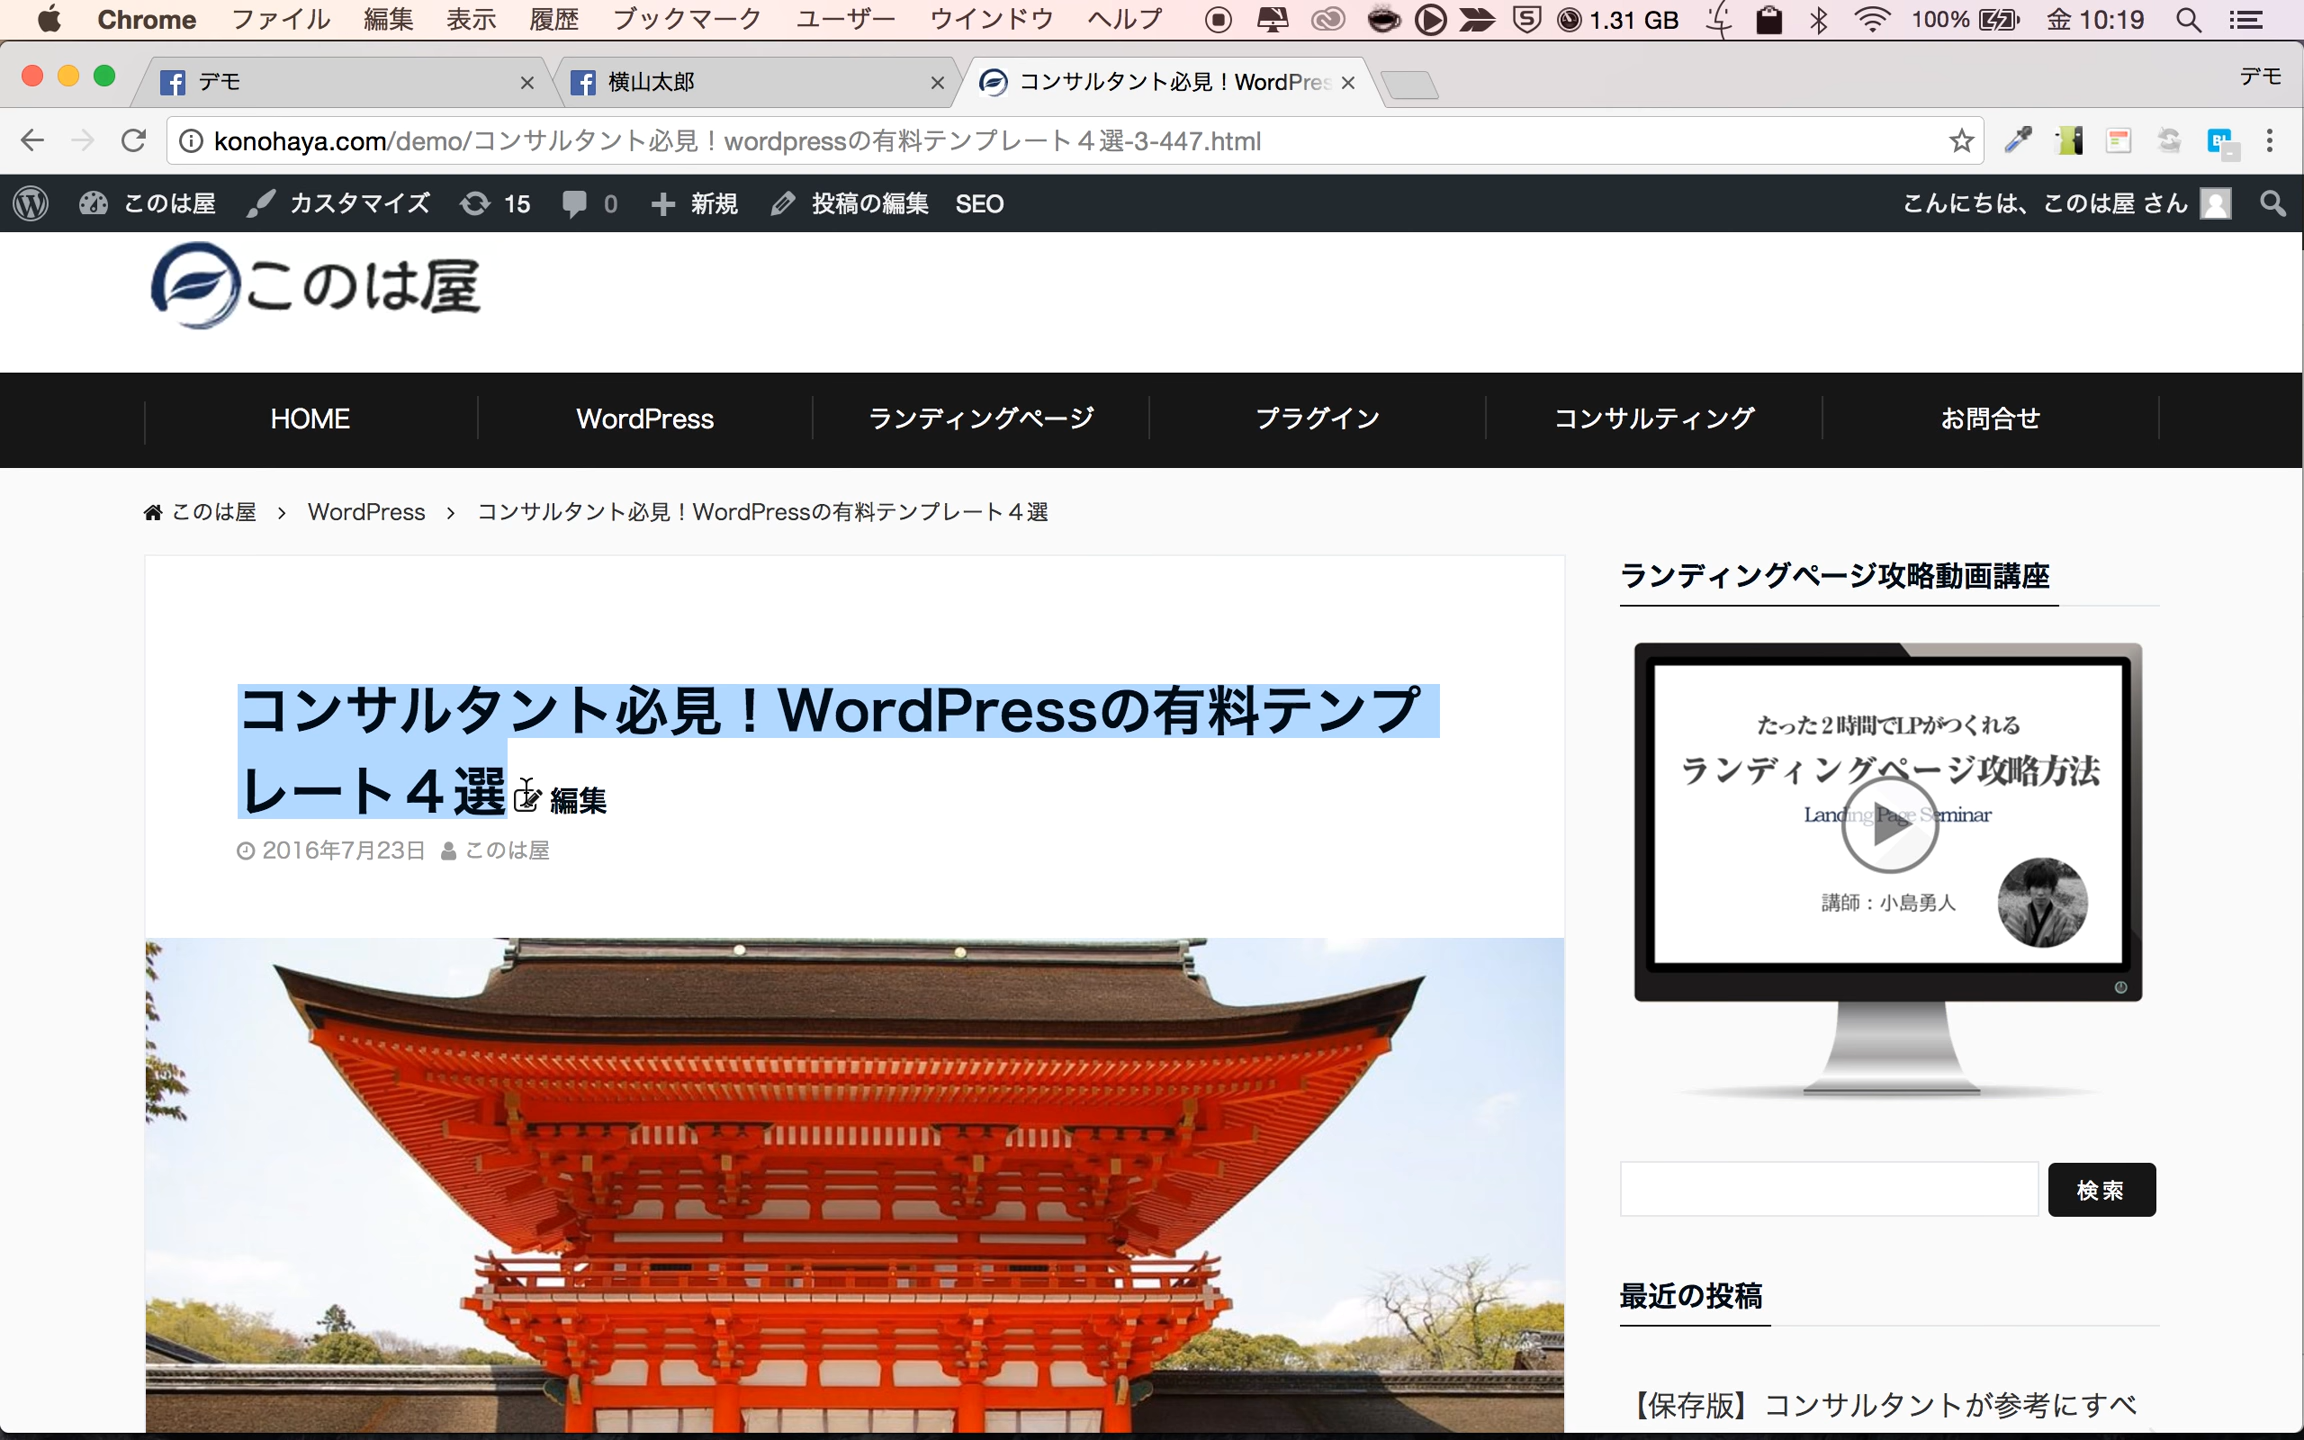 Chrome ファイル 編集 表示 履歴 ブックマーク ユーザー ウインドウ ヘルプ 1.31 GB 100% 金 10:19
デモ 横山太郎 コンサルタント必見！WordPres デモ
konohaya.com/demo/コンサルタント必見！wordpressの有料テンプレート４選-3-447.html
このは屋 カスタマイズ 15 0 新規 投稿の編集 SEO こんにちは、このは屋 さん
このは屋
HOME WordPress ランディングページ プラグイン コンサルティング お問合せ
このは屋 › WordPress › コンサルタント必見！WordPressの有料テンプレート４選
コンサルタント必見！WordPressの有料テンプ
レート４選 編集
2016年7月23日 このは屋
ランディングページ攻略動画講座
たった２時間でLPがつくれる
ランディングページ攻略方法
Landing Page Seminar
講師：小島勇人
検索
最近の投稿
【保存版】コンサルタントが参考にすべ